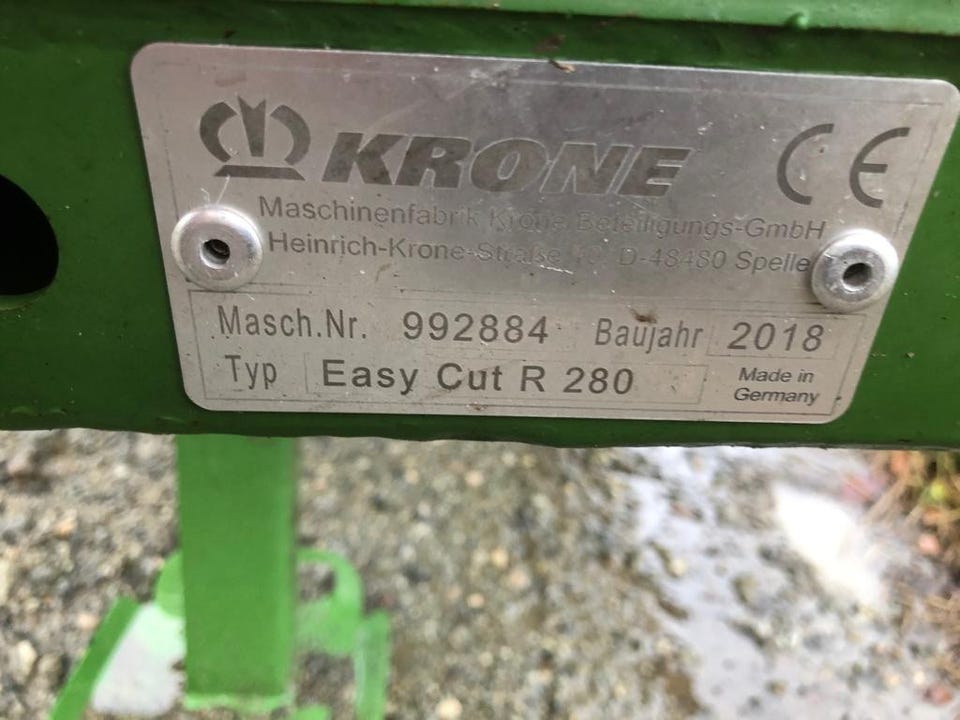 KRONE CE
Maschinenfabrik Krone Beteiligungs-GmbH
Heinrich-Krone-Straße D-48480 Spelle
Masch.Nr. 992884 Baujahr 2018
Typ Easy Cut R 280
Made in
Germany